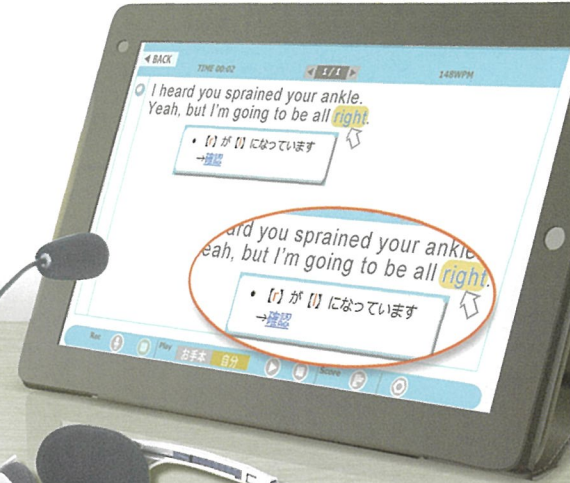 ◀ BACK
TIME 00:02
◀ 1 / 1 ▶
148WPM
I heard you sprained your ankle.
Yeah, but I'm going to be all right.
• 【r】が【l】になっています
→確認
ard you sprained your ankle
eah, but I'm going to be all right.
• 【r】が【l】になっています
→確認
Rec
Play
お手本
自分
Score